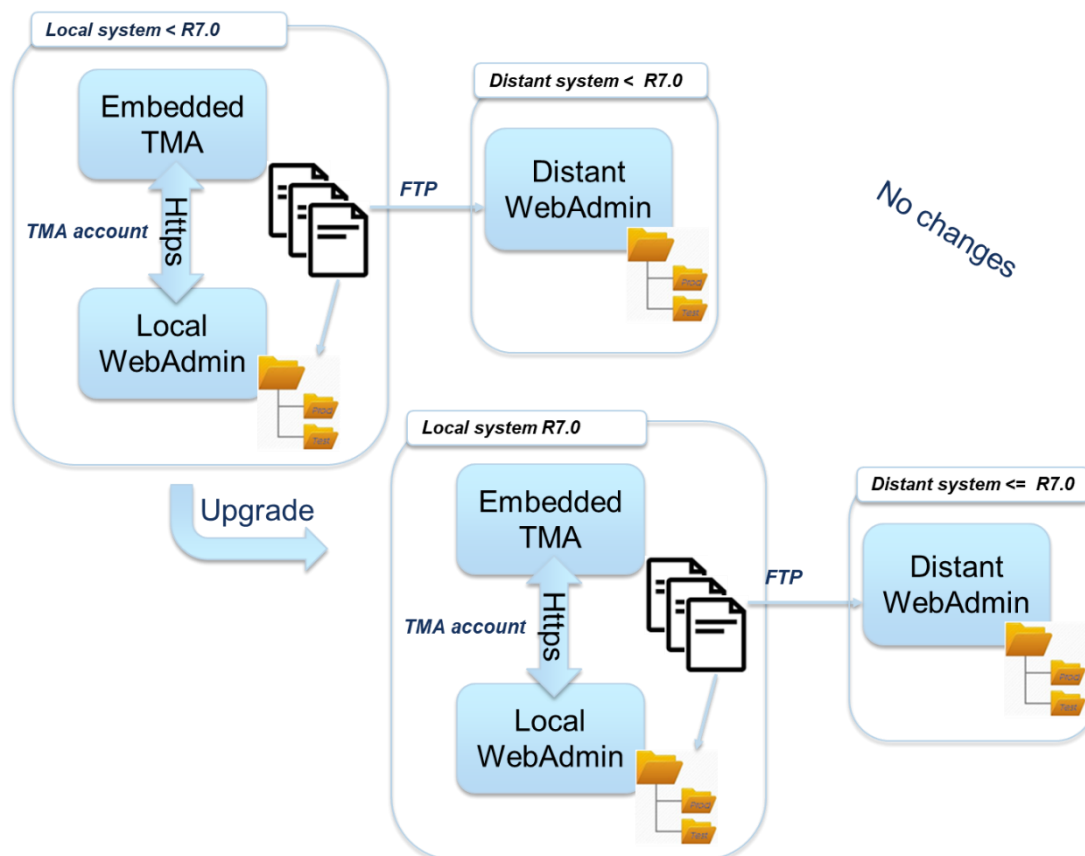 Local system < R7.0
Embedded
TMA
TMA account
Https
Local
WebAdmin
Prod
Test
FTP
Distant system < R7.0
Distant
WebAdmin
Prod
Test
No changes
Upgrade
Local system R7.0
Embedded
TMA
TMA account
Https
Local
WebAdmin
Prod
Test
FTP
Distant system <= R7.0
Distant
WebAdmin
Prod
Test